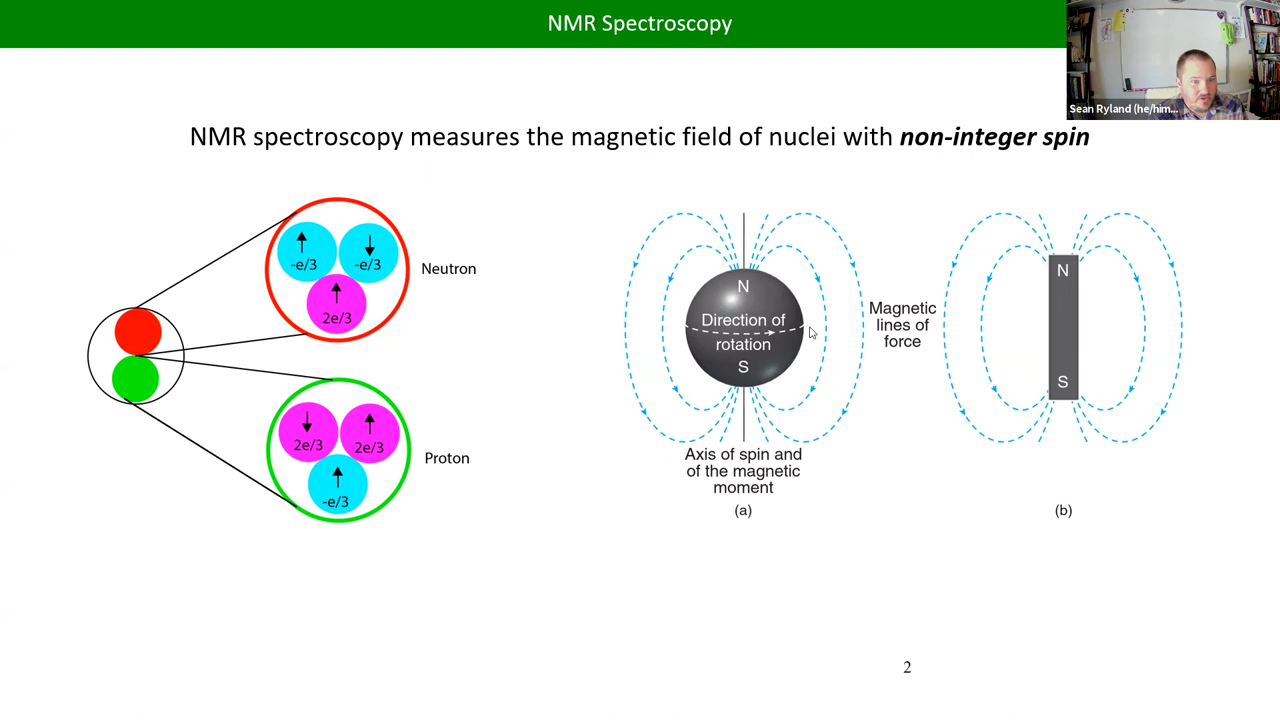 NMR Spectroscopy
Sean Ryland (he/him...
NMR spectroscopy measures the magnetic field of nuclei with non-integer spin
-e/3
-e/3
2e/3
Neutron
2e/3
2e/3
-e/3
Proton
N
Direction of
rotation
S
Axis of spin and
of the magnetic
moment
(a)
Magnetic
lines of
force
N
S
(b)
2